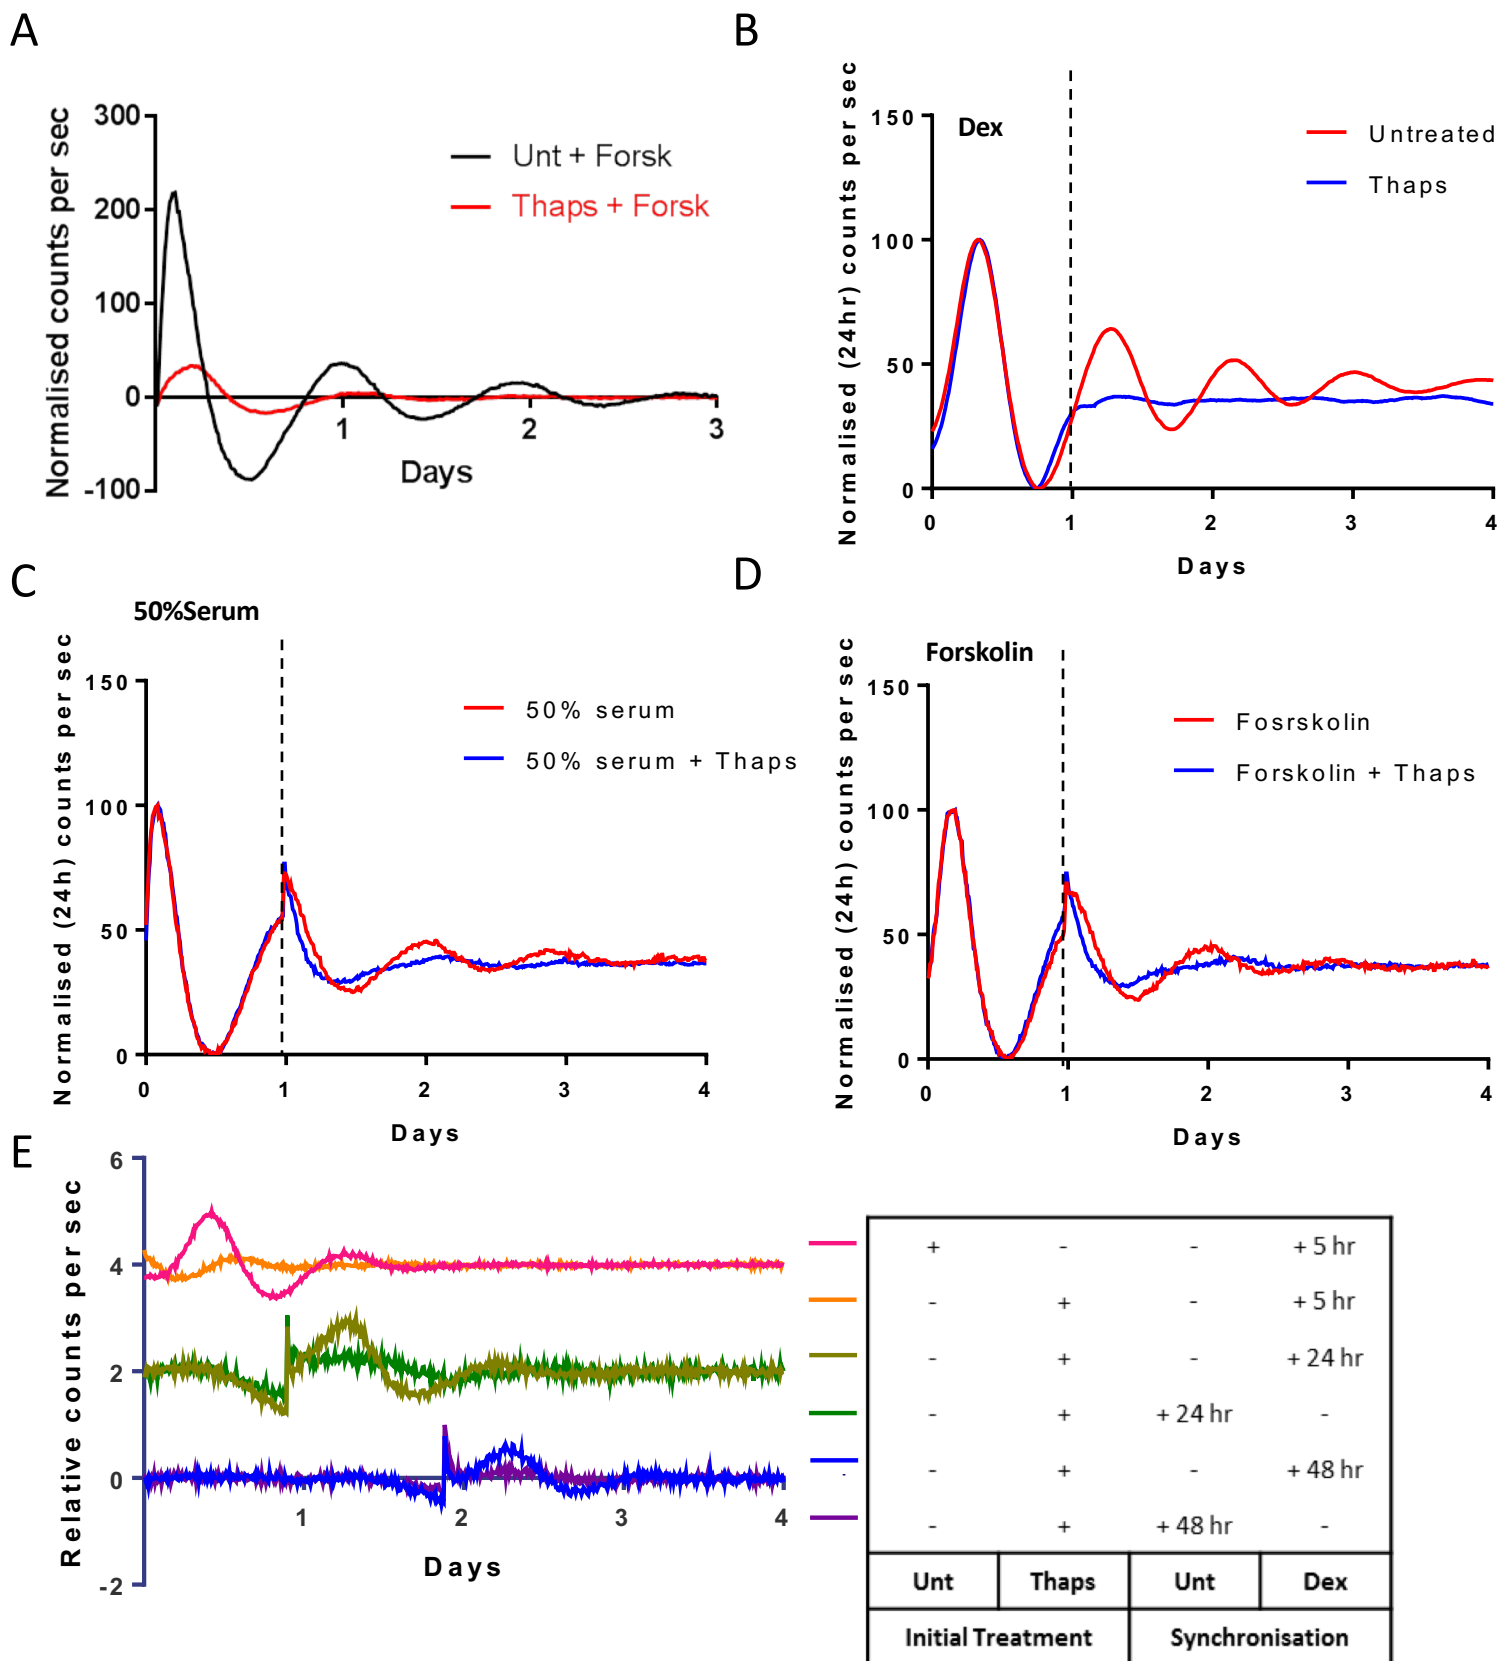 A
Normalised counts per sec
300
200
100
0
-100
Unt + Forsk
Thaps + Forsk
1
2
3
Days
B
Normalised (24hr) counts per sec
150
100
50
0
Dex
Untreated
Thaps
0
1
2
3
4
Days
C
50%Serum
Normalised (24h) counts per sec
150
100
50
0
50% serum
50% serum + Thaps
0
1
2
3
4
Days
D
Forskolin
Normalised (24h) counts per sec
150
100
50
0
Fosrskolin
Forskolin + Thaps
0
1
2
3
4
Days
E
Relative counts per sec
6
4
2
0
-2
1
2
3
4
Days
+ - - + 5 hr
- + - + 5 hr
- + - + 24 hr
- + + 24 hr -
- + - + 48 hr
- + + 48 hr -
Unt Thaps Unt Dex
Initial Treatment Synchronisation